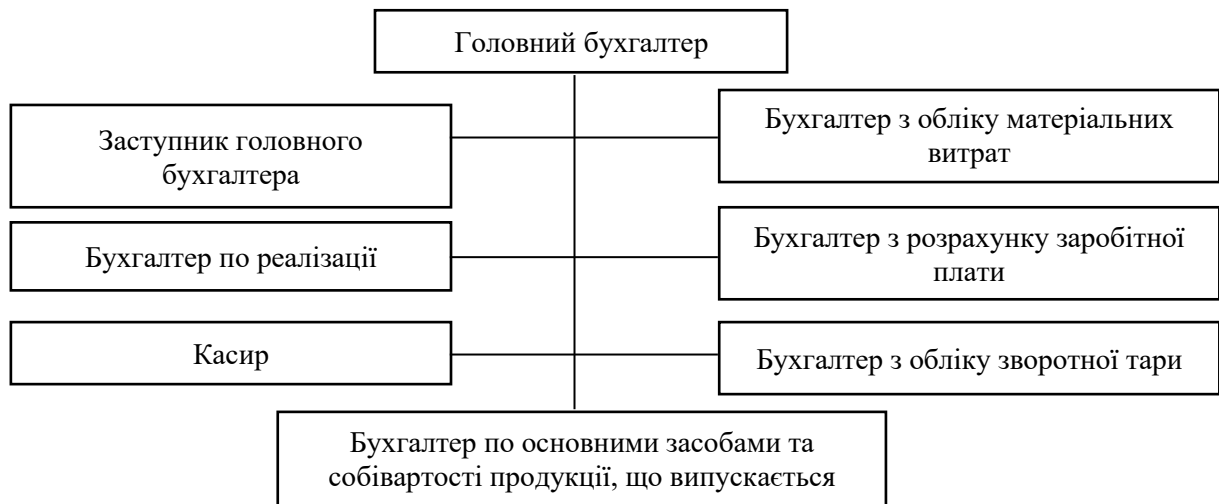 Головний бухгалтер
Заступник головного
бухгалтера
Бухгалтер з обліку матеріальних
витрат
Бухгалтер по реалізації
Бухгалтер з розрахунку заробітної
плати
Касир
Бухгалтер з обліку зворотної тари
Бухгалтер по основними засобами та
собівартості продукції, що випускається